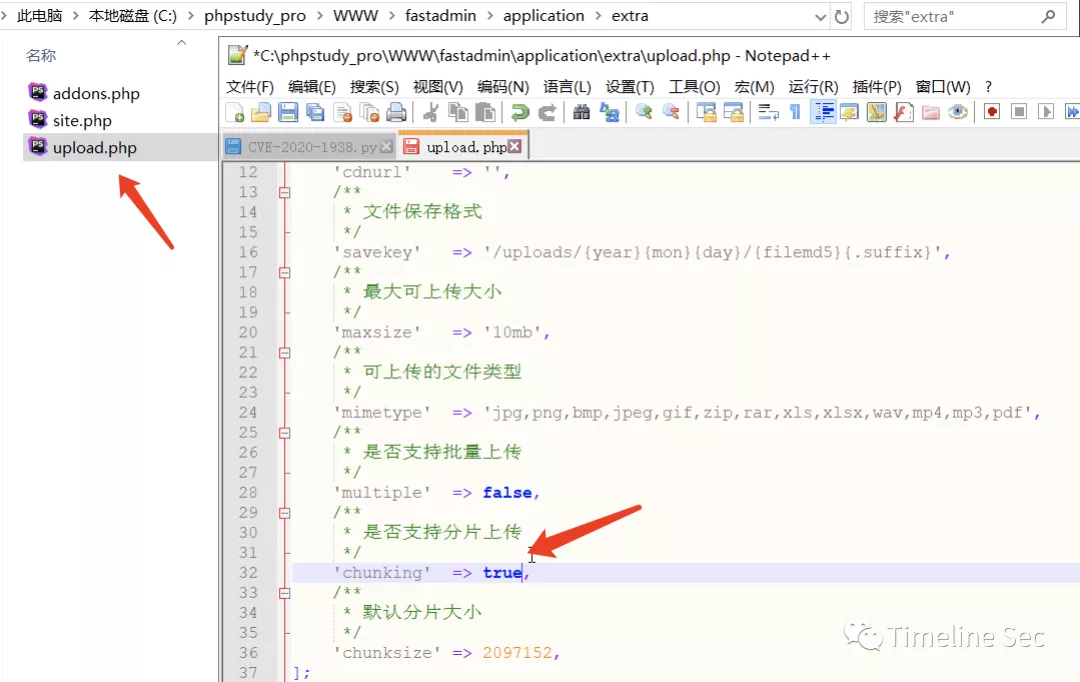 此电脑 > 本地磁盘 (C:) > phpstudy_pro > WWW > fastadmin > application > extra
搜索"extra"
名称
addons.php
site.php
upload.php
*C:\phpstudy_pro\WWW\fastadmin\application\extra\upload.php - Notepad++
文件(F) 编辑(E) 搜索(S) 视图(V) 编码(N) 语言(L) 设置(T) 工具(O) 宏(M) 运行(R) 插件(P) 窗口(W) ?
CVE-2020-1938.py upload.php
12 'cdnurl' => '',
13 /**
14 * 文件保存格式
15 */
16 'savekey' => '/uploads/{year}{mon}{day}/{filemd5}{.suffix}',
17 /**
18 * 最大可上传大小
19 */
20 'maxsize' => '10mb',
21 /**
22 * 可上传的文件类型
23 */
24 'mimetype' => 'jpg,png,bmp,jpeg,gif,zip,rar,xls,xlsx,wav,mp4,mp3,pdf',
25 /**
26 * 是否支持批量上传
27 */
28 'multiple' => false,
29 /**
30 * 是否支持分片上传
31 */
32 'chunking' => true,
33 /**
34 * 默认分片大小
35 */
36 'chunksize' => 2097152,
37 ];
Timeline Sec